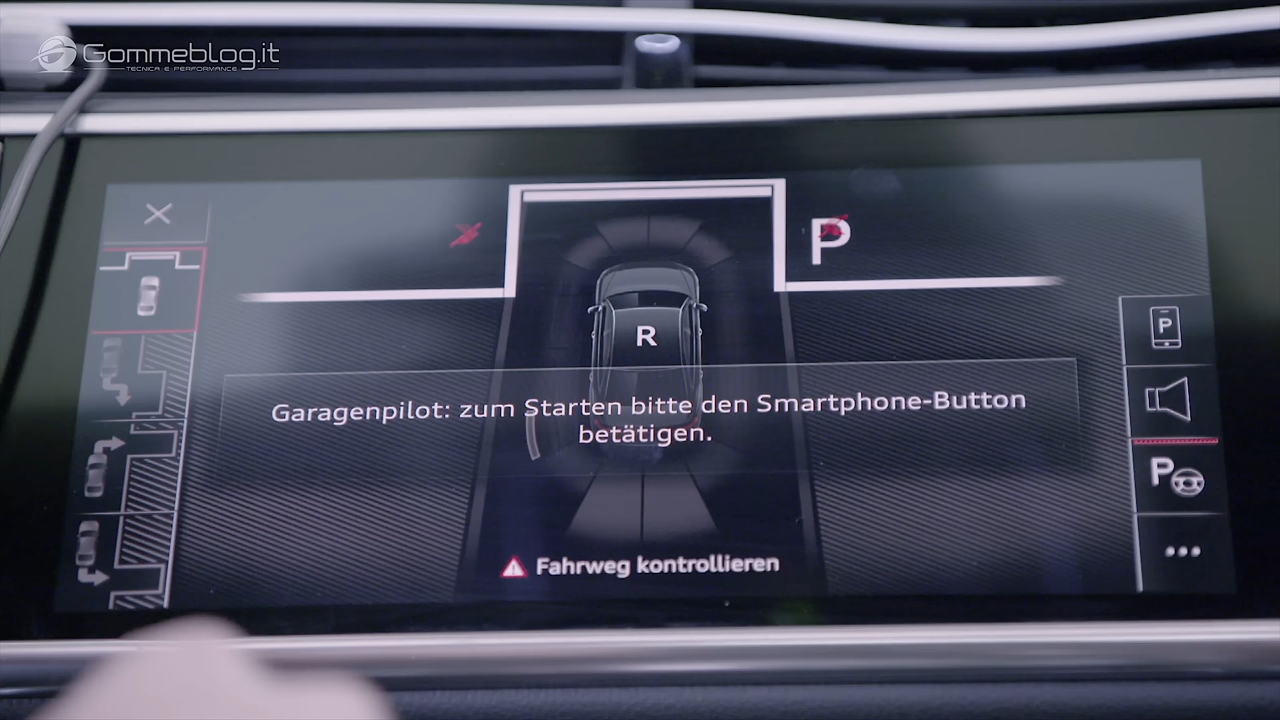 Gommeblog.it
TECNICA E PERFORMANCE
P
R
P
Garagenpilot: zum Starten bitte den Smartphone-Button
betätigen.
P
Fahrweg kontrollieren